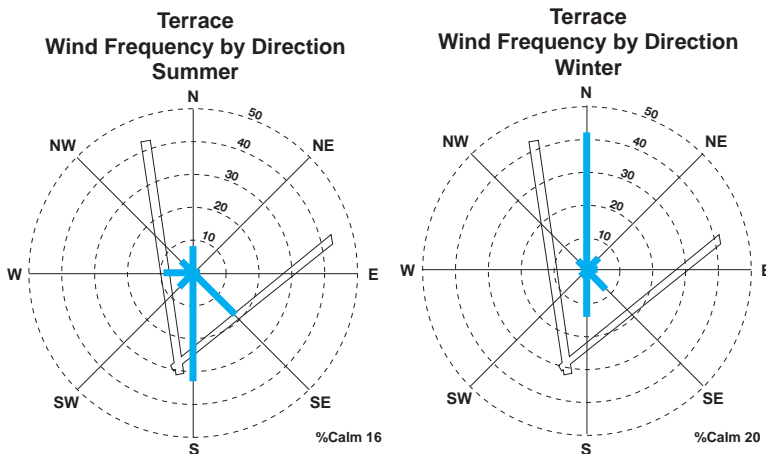 Terrace
Wind Frequency by Direction
Summer
N
50
NW
NE
40
30
20
10
W
E
SW
SE
S
%Calm 16
Terrace
Wind Frequency by Direction
Winter
N
50
NW
NE
40
30
20
10
W
E
SW
SE
S
%Calm 20